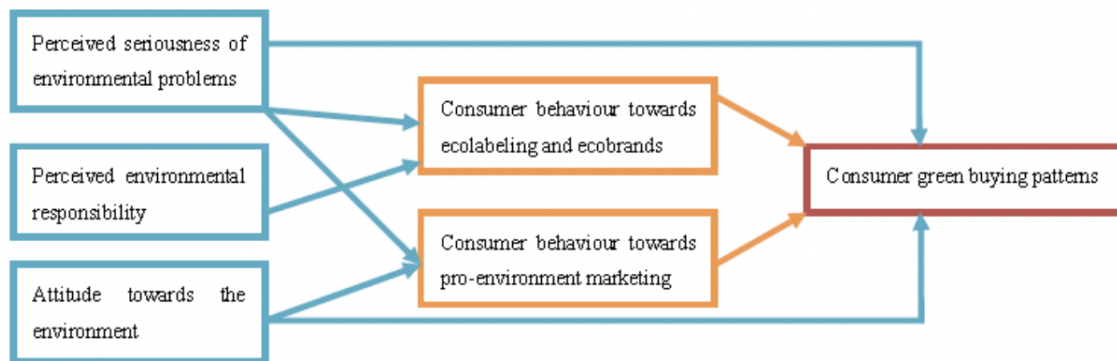 Perceived seriousness of
environmental problems
Perceived environmental
responsibility
Attitude towards the
environment
Consumer behaviour towards
ecolabeling and ecobrands
Consumer behaviour towards
pro-environment marketing
Consumer green buying patterns